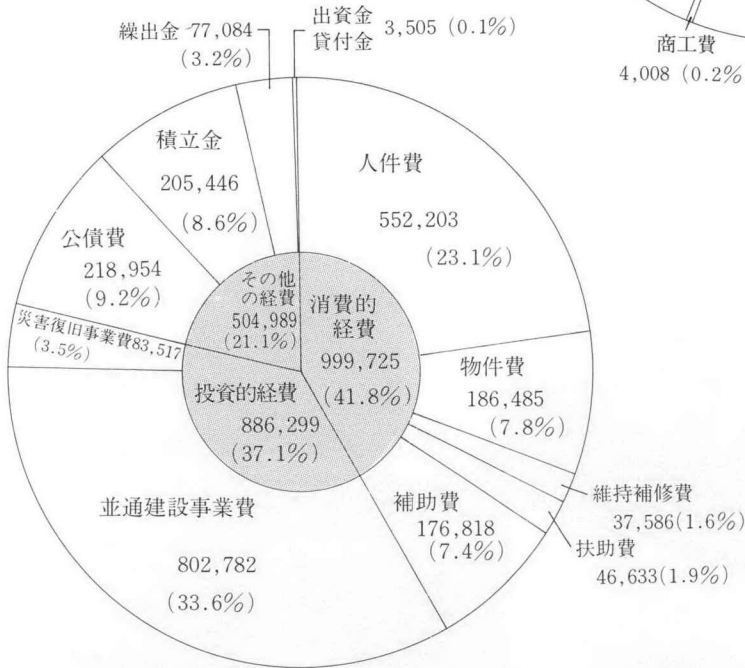 繰出金 77,084
(3.2%)
出資金
貸付金 3,505 (0.1%)
商工費
4,008 (0.2%
積立金
205,446
(8.6%)
人件費
552,203
(23.1%)
公債費
218,954
(9.2%)
災害復旧事業費83,517
(3.5%)
その他
の経費
504,989
(21.1%)
消費的
経費
999,725
(41.8%)
投資的経費
886,299
(37.1%)
物件費
186,485
(7.8%)
維持補修費
37,586(1.6%)
扶助費
46,633(1.9%)
補助費
176,818
(7.4%)
並通建設事業費
802,782
(33.6%)